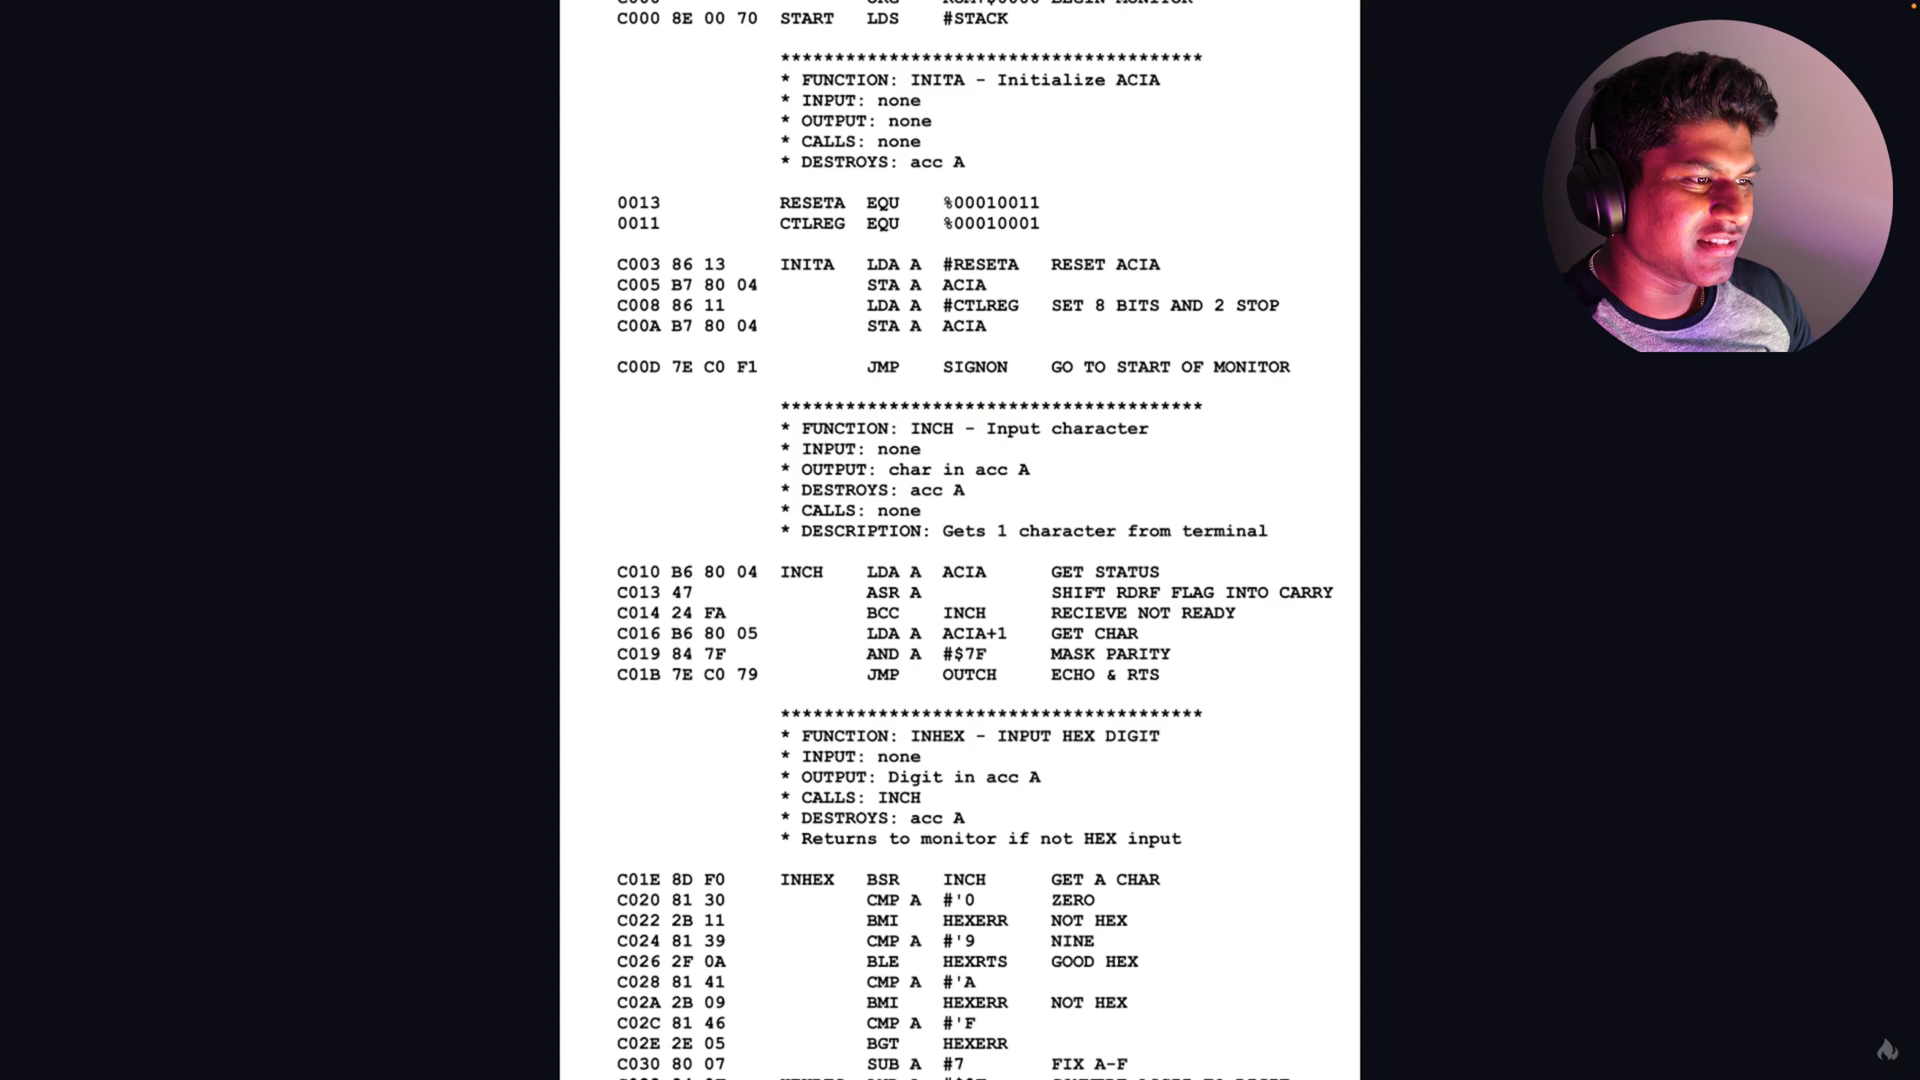 C000 8E 00 70 START LDS #STACK
***************************************
* FUNCTION: INITA - Initialize ACIA
* INPUT: none
* OUTPUT: none
* CALLS: none
* DESTROYS: acc A
0013 RESETA EQU %00010011
0011 CTLREG EQU %00010001
C003 86 13 INITA LDA A #RESETA RESET ACIA
C005 B7 80 04 STA A ACIA
C008 86 11 LDA A #CTLREG SET 8 BITS AND 2 STOP
C00A B7 80 04 STA A ACIA
C00D 7E C0 F1 JMP SIGNON GO TO START OF MONITOR
***************************************
* FUNCTION: INCH - Input character
* INPUT: none
* OUTPUT: char in acc A
* DESTROYS: acc A
* CALLS: none
* DESCRIPTION: Gets 1 character from terminal
C010 B6 80 04 INCH LDA A ACIA GET STATUS
C013 47 ASR A SHIFT RDRF FLAG INTO CARRY
C014 24 FA BCC INCH RECIEVE NOT READY
C016 B6 80 05 LDA A ACIA+1 GET CHAR
C019 84 7F AND A #$7F MASK PARITY
C01B 7E C0 79 JMP OUTCH ECHO & RTS
***************************************
* FUNCTION: INHEX - INPUT HEX DIGIT
* INPUT: none
* OUTPUT: Digit in acc A
* CALLS: INCH
* DESTROYS: acc A
* Returns to monitor if not HEX input
C01E 8D F0 INHEX BSR INCH GET A CHAR
C020 81 30 CMP A #'0 ZERO
C022 2B 11 BMI HEXERR NOT HEX
C024 81 39 CMP A #'9 NINE
C026 2F 0A BLE HEXRTS GOOD HEX
C028 81 41 CMP A #'A
C02A 2B 09 BMI HEXERR NOT HEX
C02C 81 46 CMP A #'F
C02E 2E 05 BGT HEXERR
C030 80 07 SUB A #7 FIX A-F